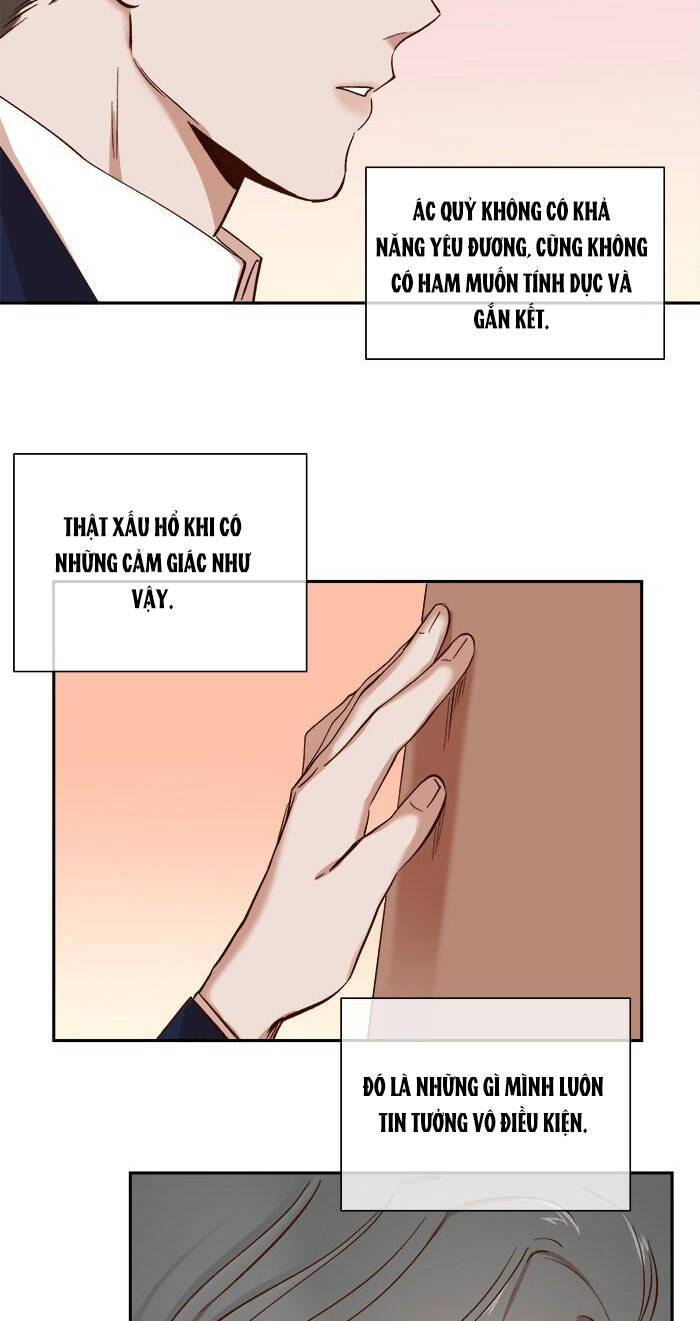 ÁC QUỶ KHÔNG CÓ KHẢ
NĂNG YÊU ĐƯƠNG, CŨNG KHÔNG
CÓ HAM MUỐN TÍNH DỤC VÀ
GẮN KẾT.
THẬT XẤU HỔ KHI CÓ
NHỮNG CẢM GIÁC NHƯ
VẬY.
ĐÓ LÀ NHỮNG GÌ MÌNH LUÔN
TIN TƯỞNG VÔ ĐIỀU KIỆN.